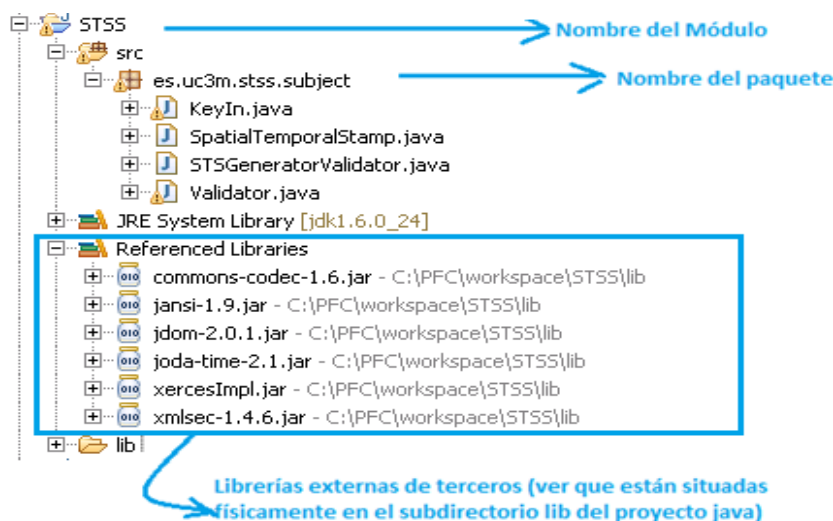 STSS
Nombre del Módulo
src
es.uc3m.stss.subject
Nombre del paquete
KeyIn.java
SpatialTemporalStamp.java
STSGeneratorValidator.java
Validator.java
JRE System Library [jdk1.6.0_24]
Referenced Libraries
commons-codec-1.6.jar - C:\PFC\workspace\STSS\lib
jansi-1.9.jar - C:\PFC\workspace\STSS\lib
jdom-2.0.1.jar - C:\PFC\workspace\STSS\lib
joda-time-2.1.jar - C:\PFC\workspace\STSS\lib
xercesImpl.jar - C:\PFC\workspace\STSS\lib
xmlsec-1.4.6.jar - C:\PFC\workspace\STSS\lib
lib
Librerías externas de terceros (ver que están situadas
físicamente en el subdirectorio lib del proyecto java)